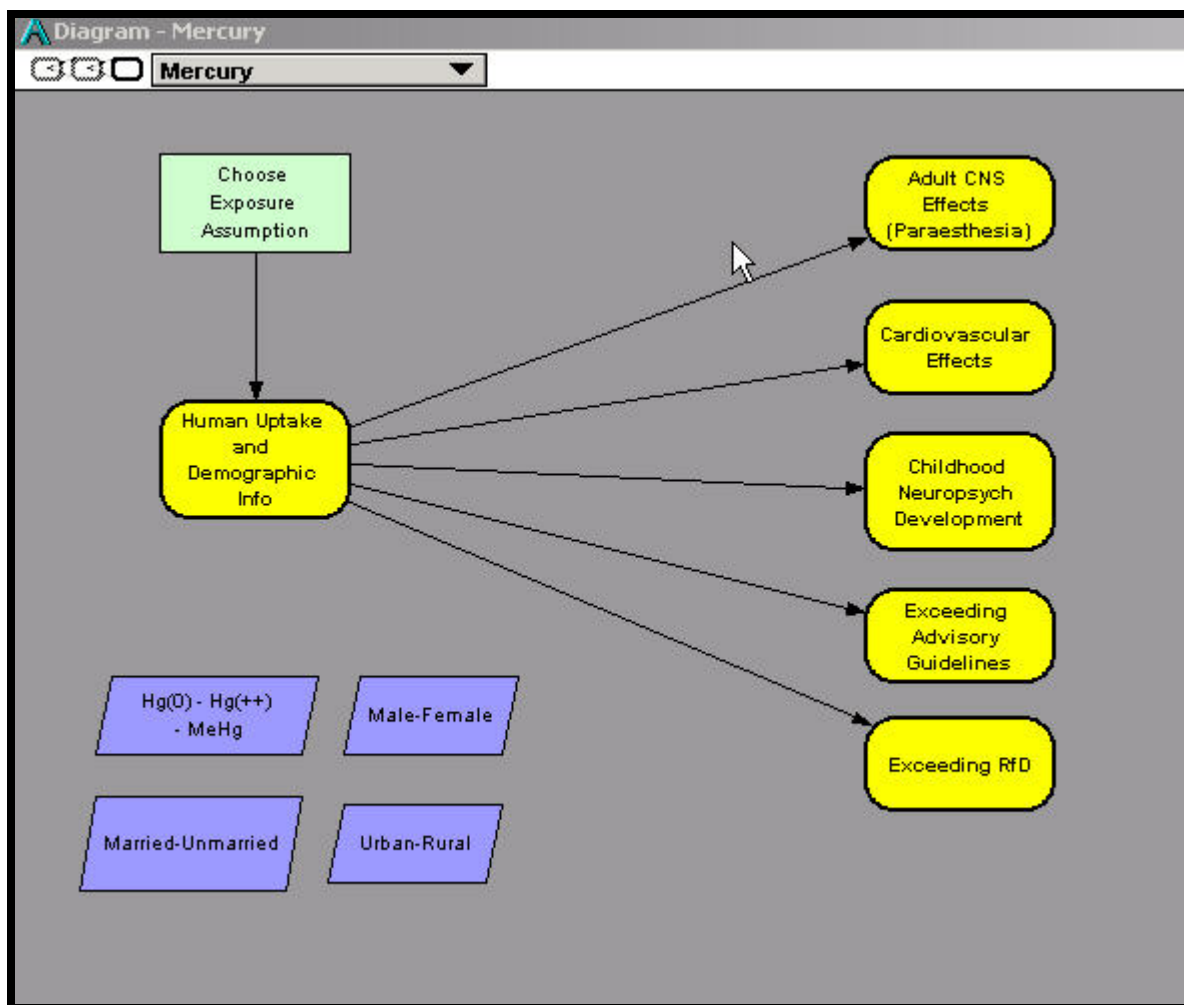 Diagram - Mercury
Mercury
Choose
Exposure
Assumption
Adult CNS
Effects
(Paraesthesia)
Cardiovascular
Effects
Human Uptake
and
Demographic
Info
Childhood
Neuropsych
Development
Exceeding
Advisory
Guidelines
Hg(0) - Hg(++)
- MeHg
Male-Female
Exceeding RfD
Married-Unmarried
Urban-Rural